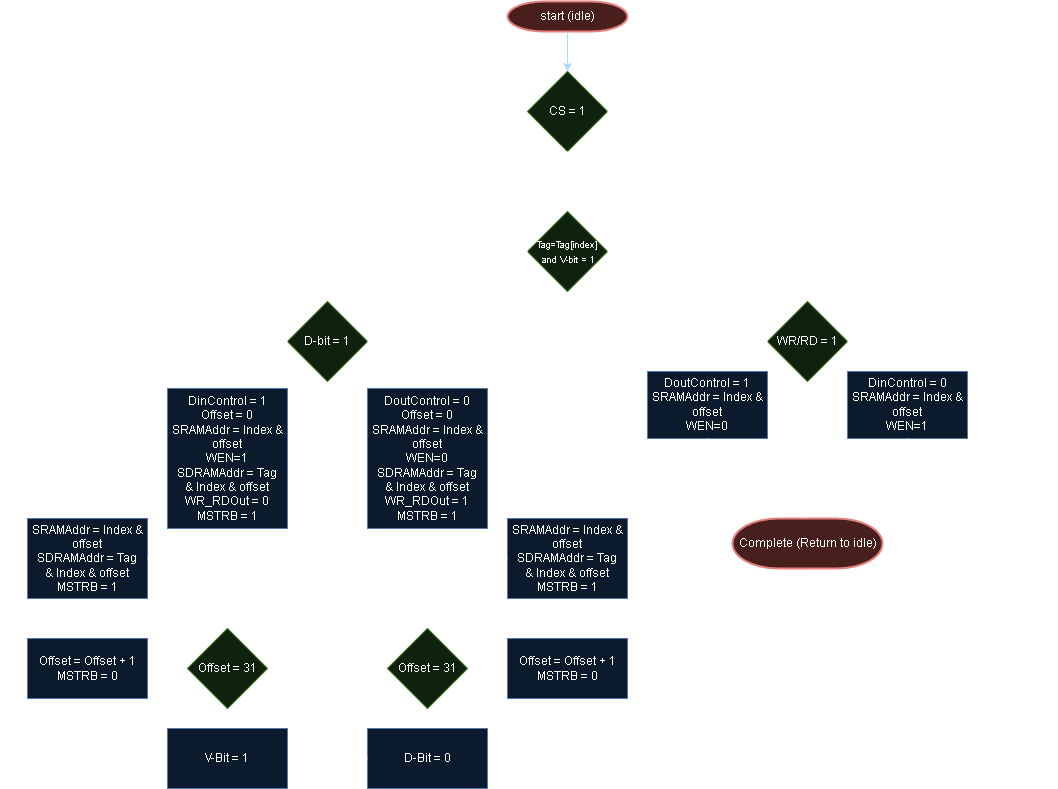 start (idle)
CS = 1
Tag=Tag[index]
and V-bit = 1
D-bit = 1
WR/RD = 1
DinControl = 1
Offset = 0
SRAMAddr = Index &
offset
WEN=1
SDRAMAddr = Tag
& Index & offset
WR_RDOut = 0
MSTRB = 1
DoutControl = 0
Offset = 0
SRAMAddr = Index &
offset
WEN=0
SDRAMAddr = Tag
& Index & offset
WR_RDOut = 1
MSTRB = 1
DoutControl = 1
SRAMAddr = Index &
offset
WEN=0
DinControl = 0
SRAMAddr = Index &
offset
WEN=1
SRAMAddr = Index &
offset
SDRAMAddr = Tag
& Index & offset
MSTRB = 1
SRAMAddr = Index &
offset
SDRAMAddr = Tag
& Index & offset
MSTRB = 1
Complete (Return to idle)
Offset = Offset + 1
MSTRB = 0
Offset = 31
Offset = 31
Offset = Offset + 1
MSTRB = 0
V-Bit = 1
D-Bit = 0